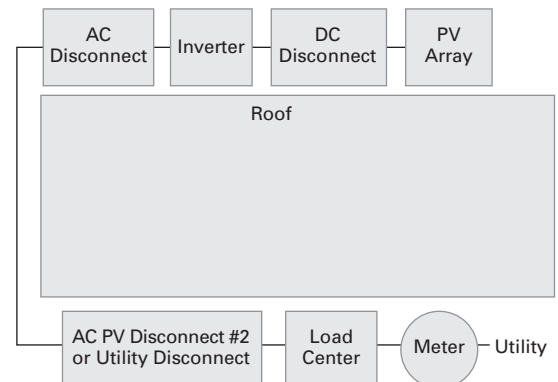 AC
Disconnect
Inverter
DC
Disconnect
PV
Array
Roof
AC PV Disconnect #2
or Utility Disconnect
Load
Center
Meter
Utility